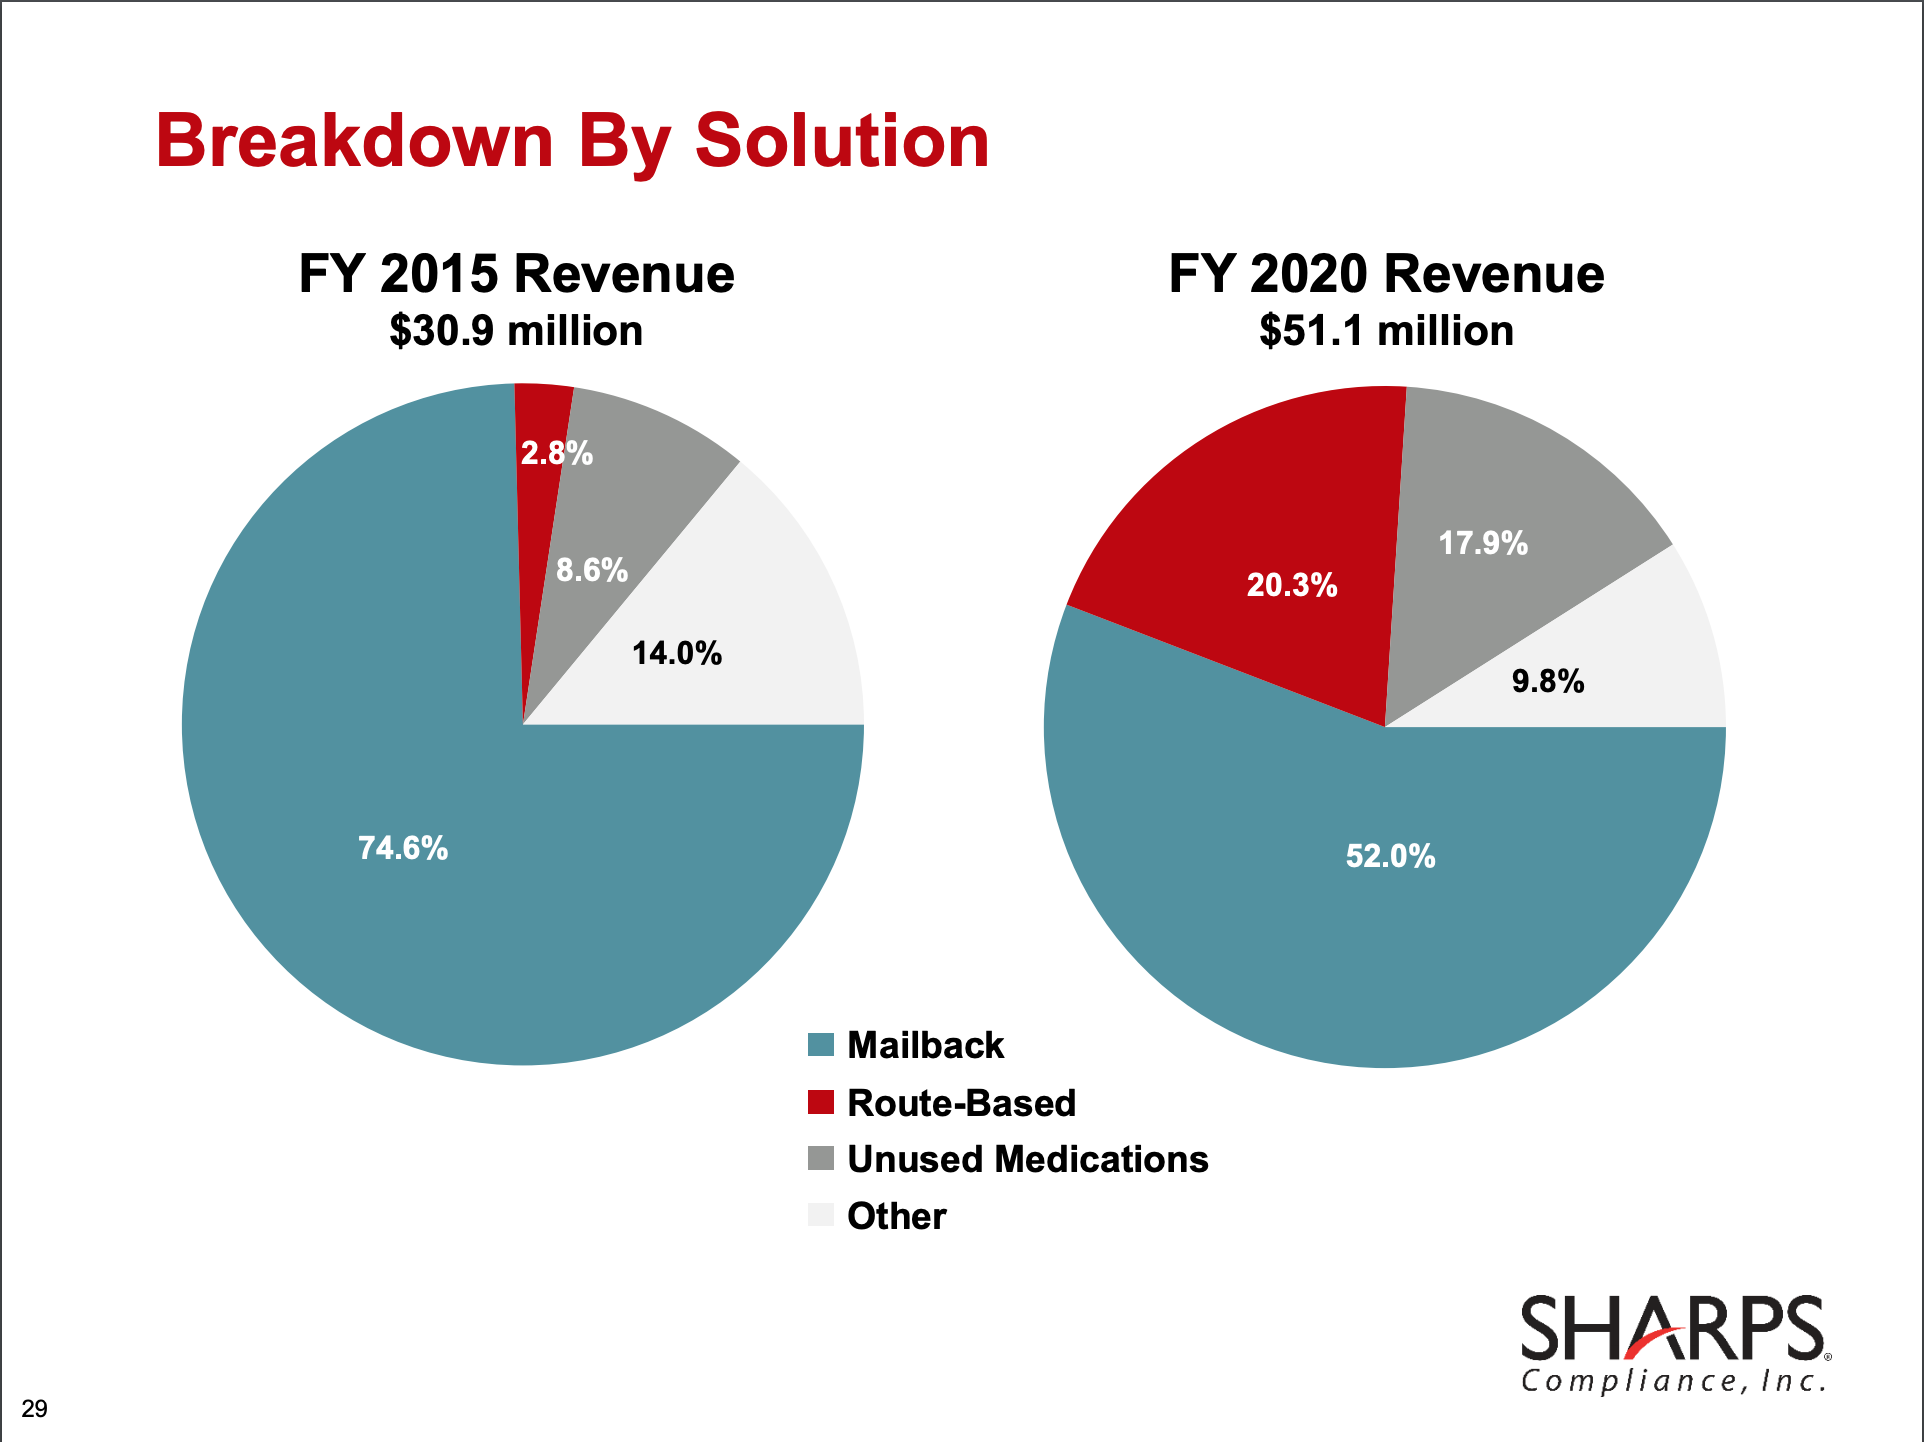 Breakdown By Solution
FY 2015 Revenue
$30.9 million
2.8%
8.6%
14.0%
74.6%
FY 2020 Revenue
$51.1 million
20.3%
17.9%
9.8%
52.0%
Mailback
Route-Based
Unused Medications
Other
SHARPS®
Compliance, Inc.
29